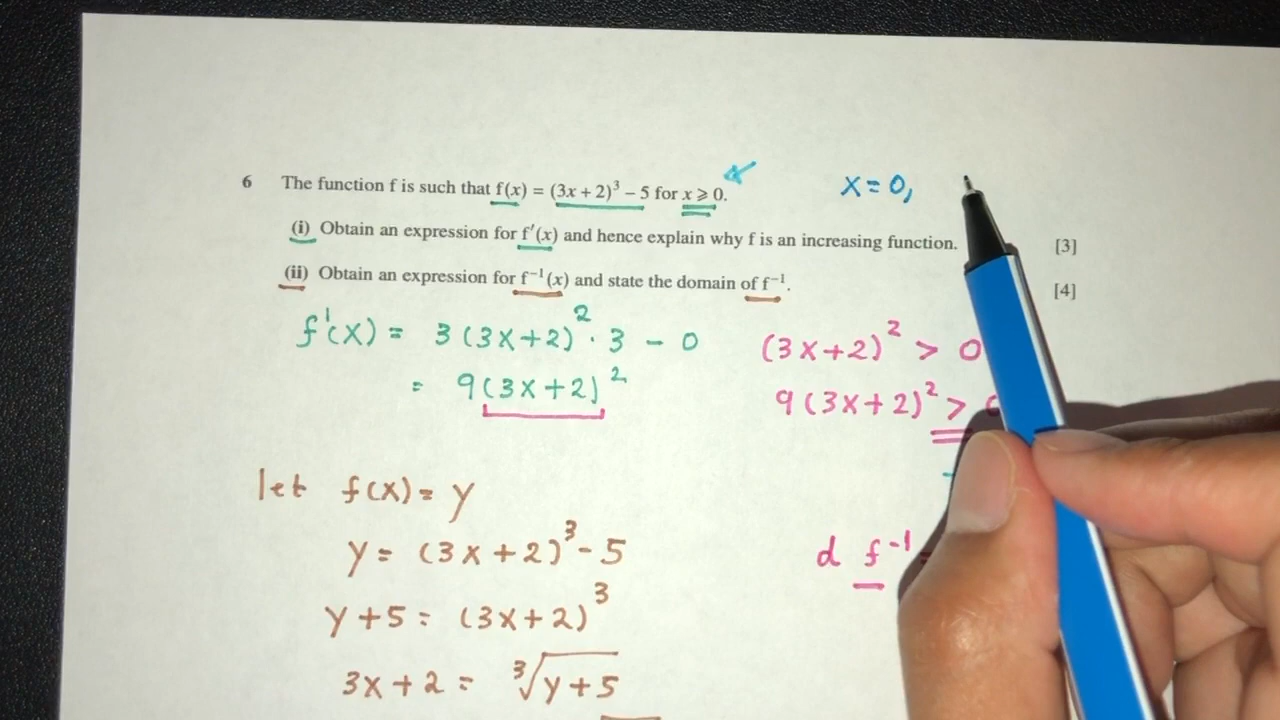 6 The function f is such that f(x) = (3x + 2)³ − 5 for x ⩾ 0.
x = 0,
(i) Obtain an expression for f′(x) and hence explain why f is an increasing function. [3]
(ii) Obtain an expression for f⁻¹(x) and state the domain of f⁻¹. [4]
f'(x) = 3(3x+2)² · 3 − 0
(3x+2)² > 0
= 9(3x+2)²
9(3x+2)² >
let f(x) = y
y = (3x+2)³ − 5
d f⁻¹
y+5 = (3x+2)³
3x+2 = ³√y+5